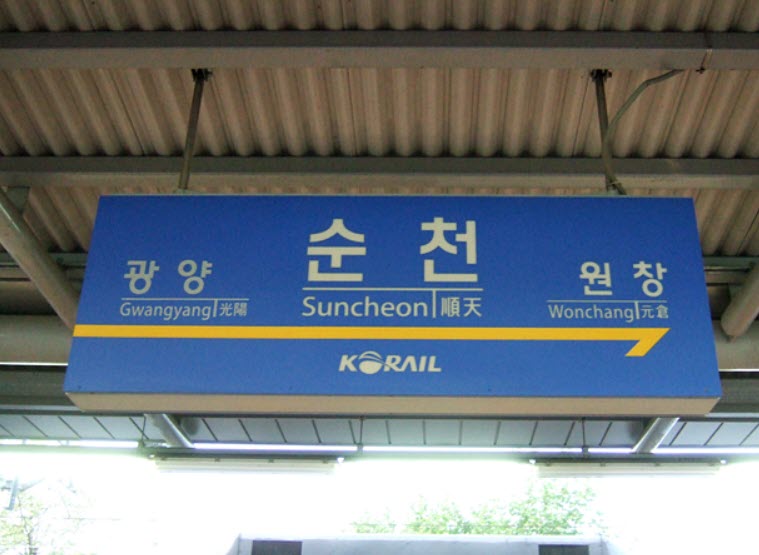 광양
Gwangyang 光陽
순천
Suncheon 順天
원창
Wonchang 元倉
KORAIL